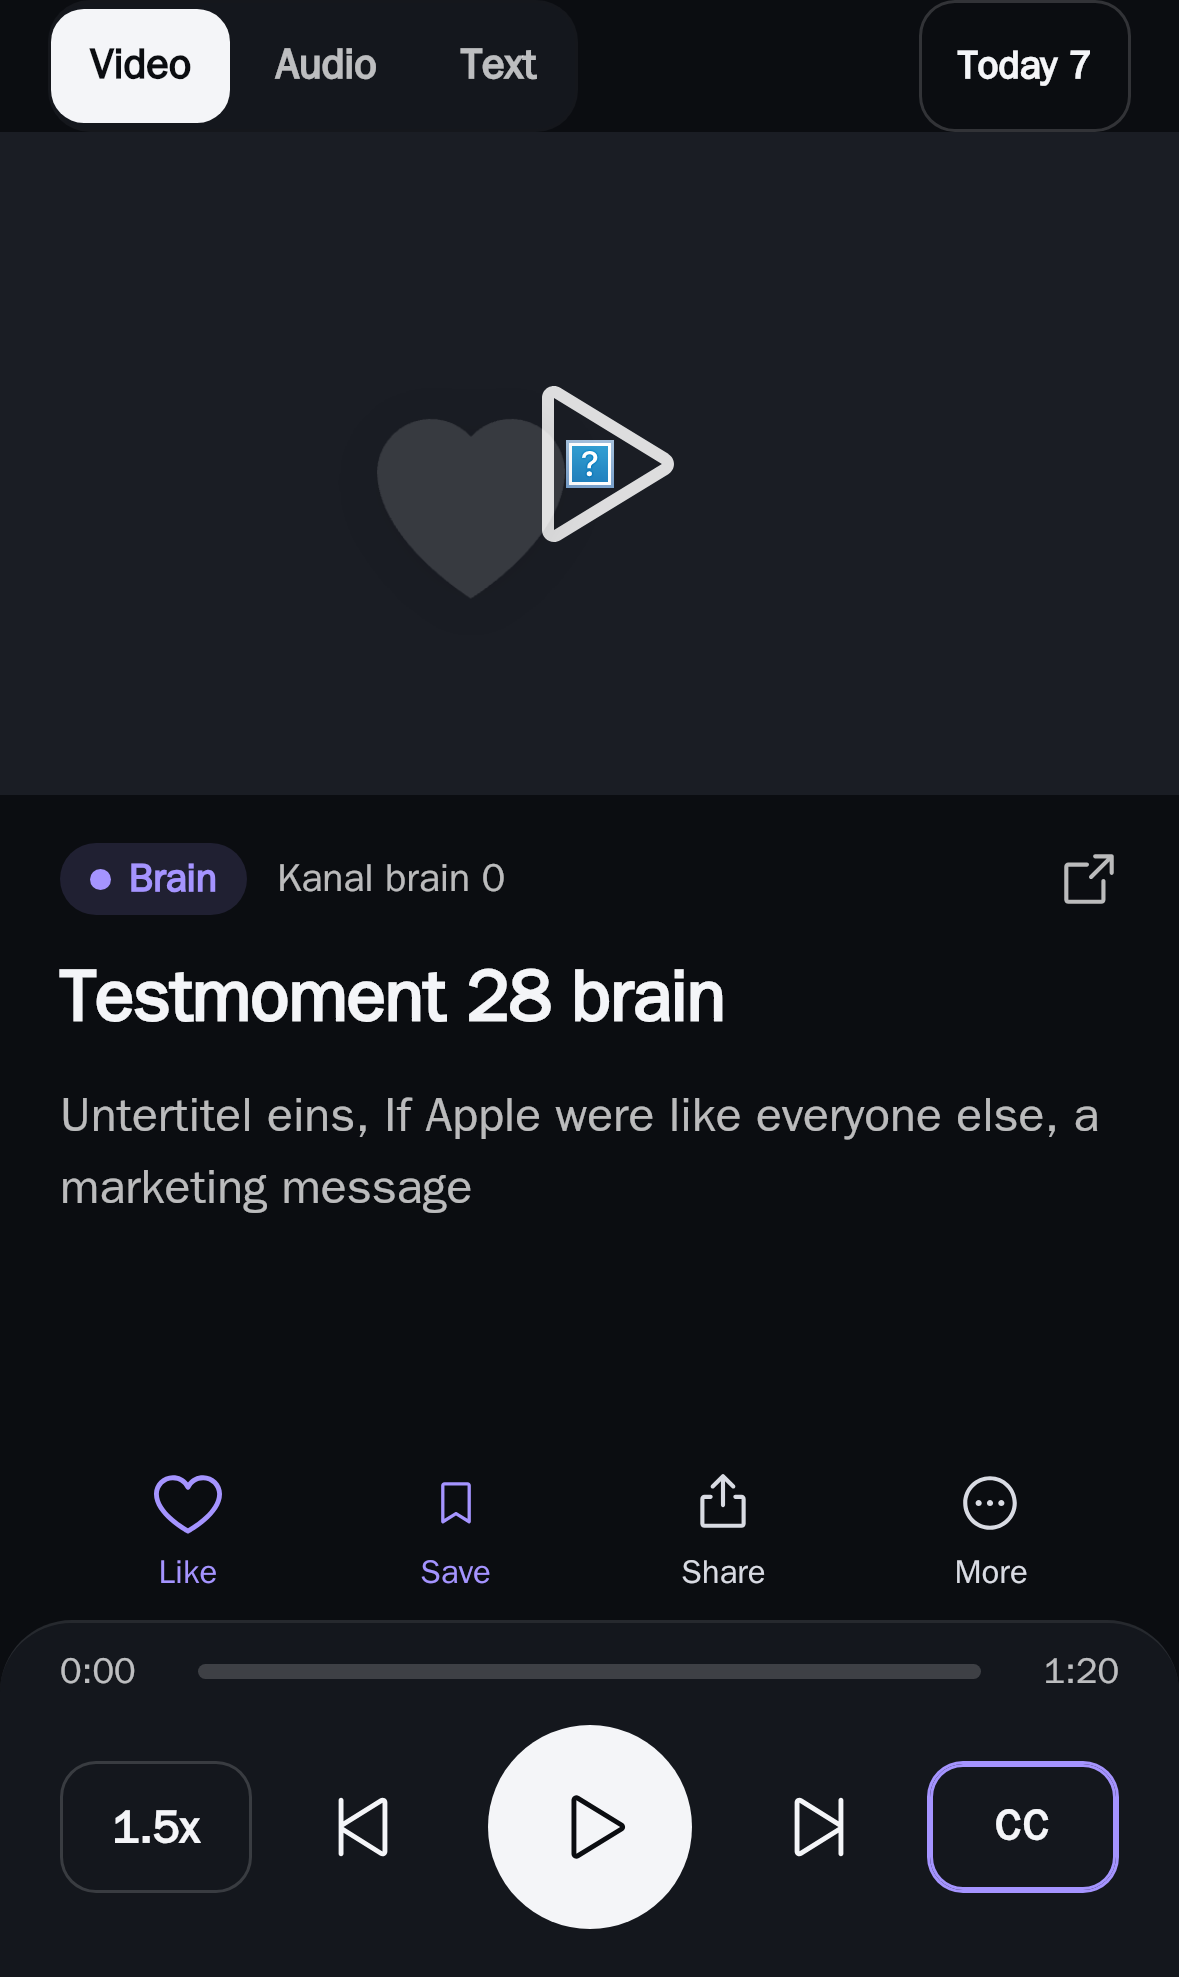 Video Audio Text Today 7
?
Brain Kanal brain 0
Testmoment 28 brain
Untertitel eins, If Apple were like everyone else, a
marketing message
Like Save Share More
0:00 1:20
1.5x CC